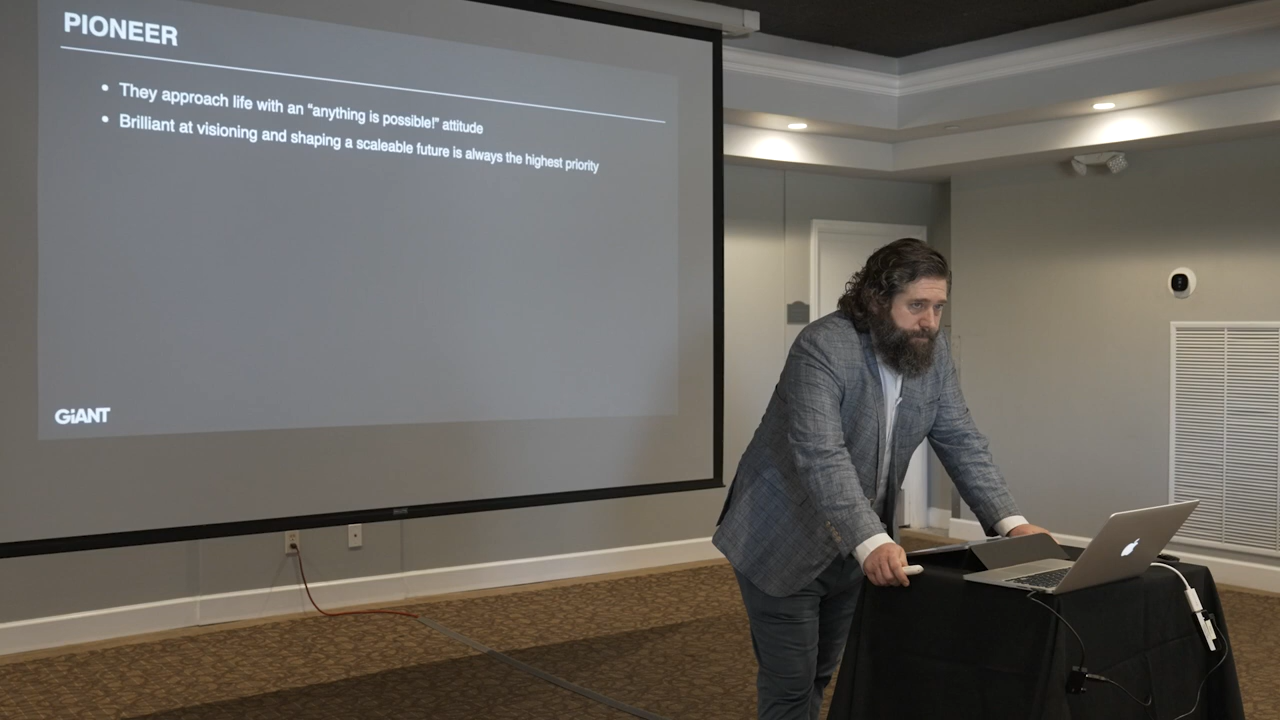 PIONEER
• They approach life with an “anything is possible!” attitude
• Brilliant at visioning and shaping a scaleable future is always the highest priority
GiANT